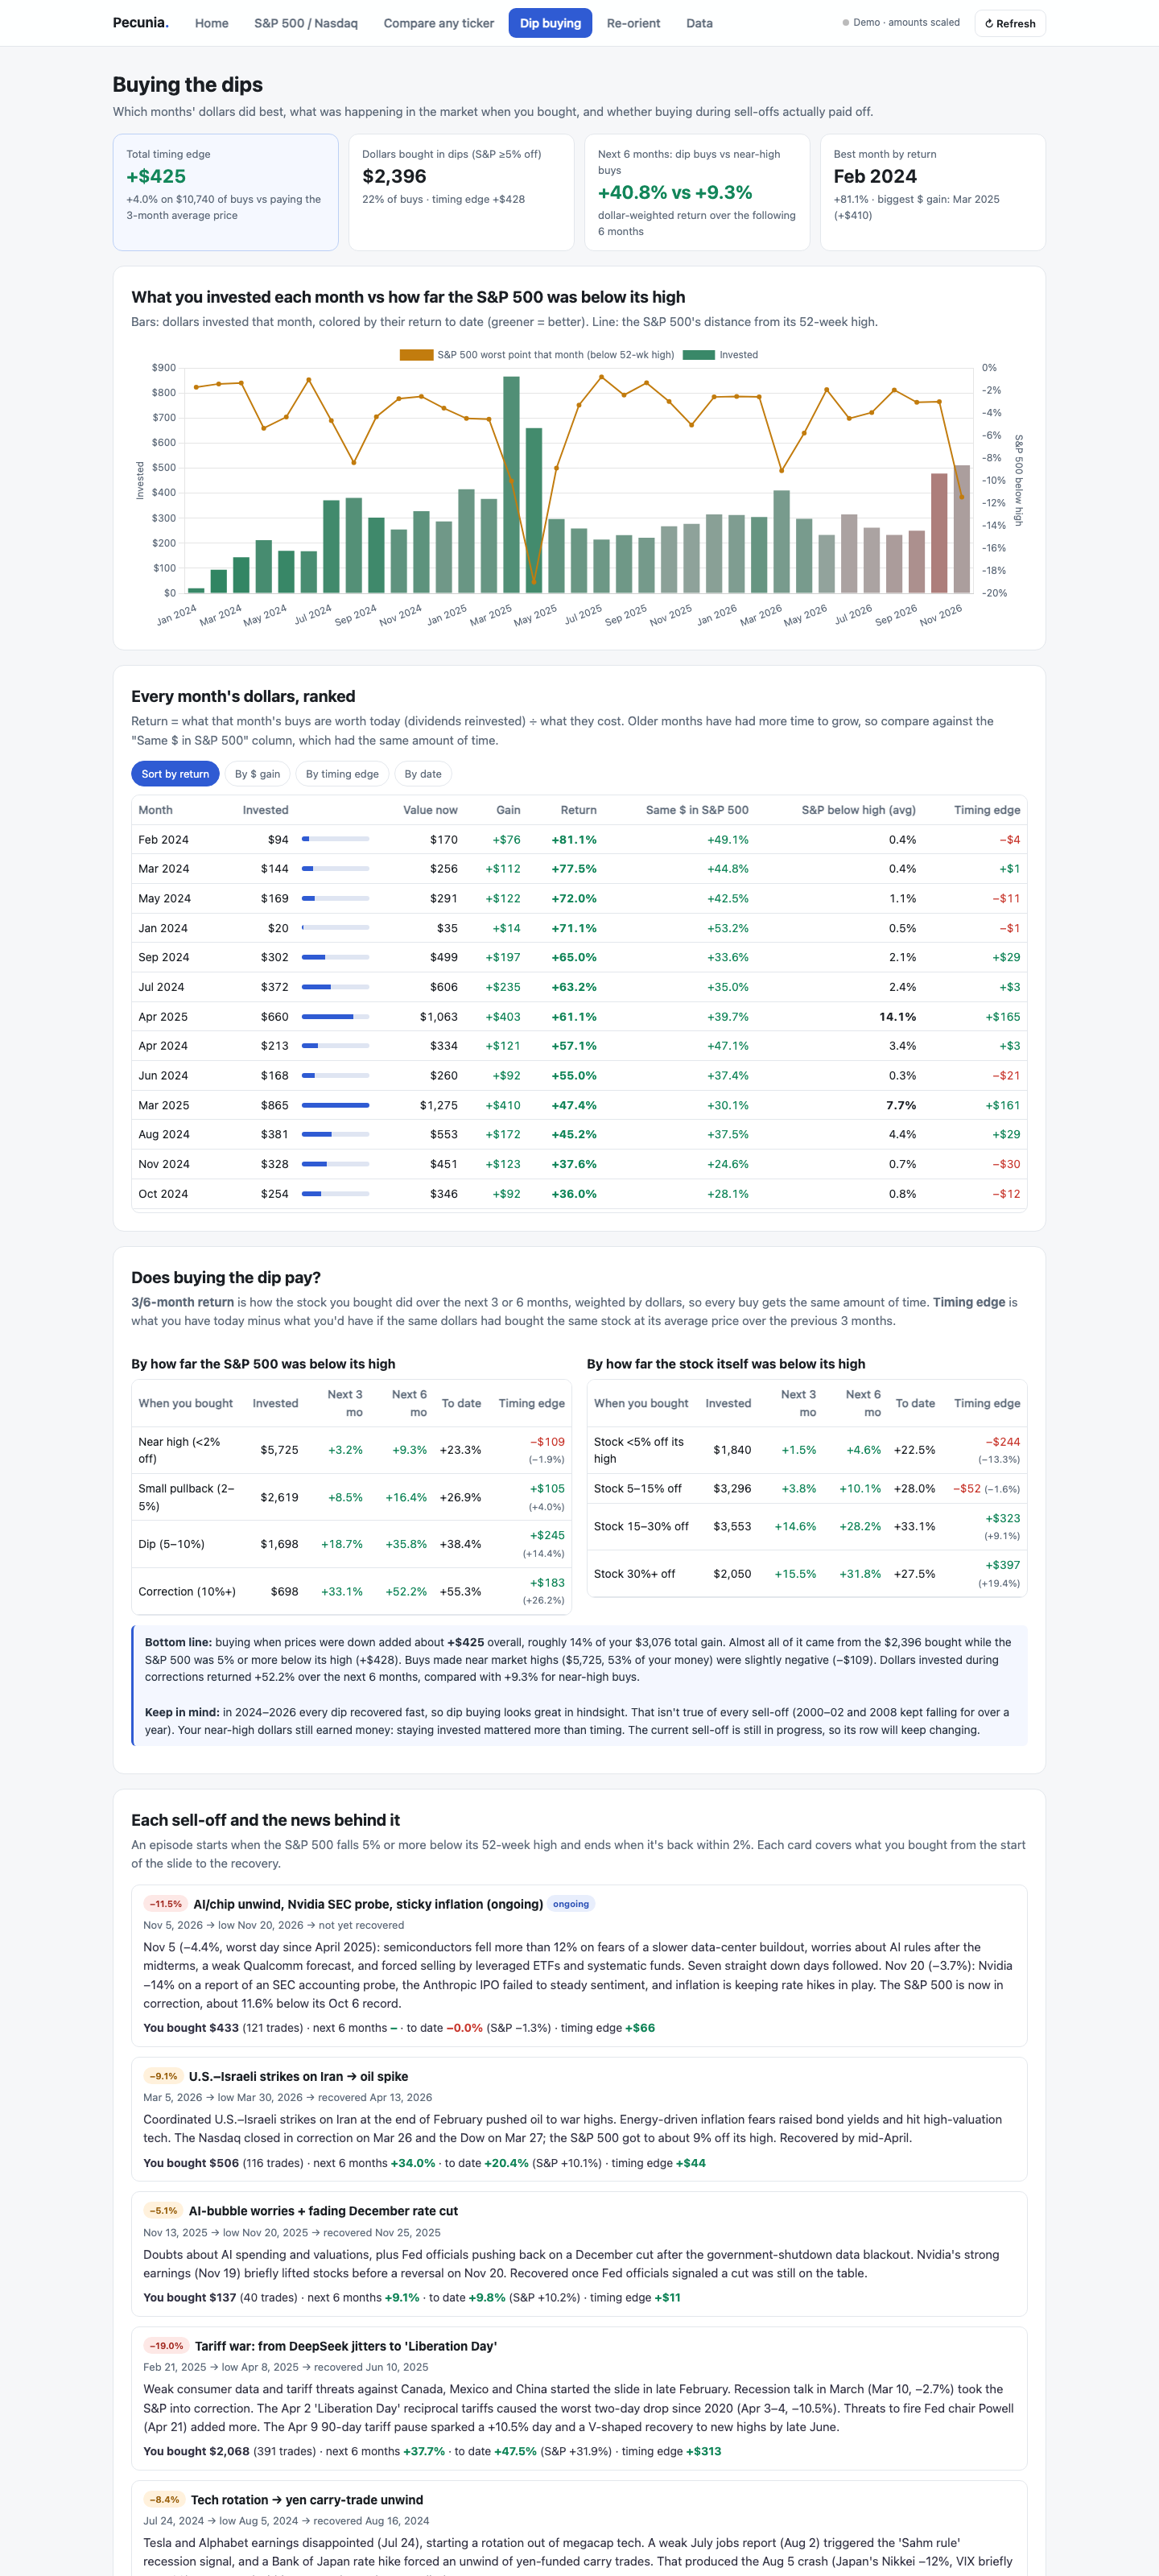 Pecunia.
Home
S&P 500 / Nasdaq
Compare any ticker
Dip buying
Re-orient
Data
Demo · amounts scaled
↻ Refresh
Buying the dips
Which months' dollars did best, what was happening in the market when you bought, and whether buying during sell-offs actually paid off.
Total timing edge
+$425
+4.0% on $10,740 of buys vs paying the
3-month average price
Dollars bought in dips (S&P ≥5% off)
$2,396
22% of buys · timing edge +$428
Next 6 months: dip buys vs near-high
buys
+40.8% vs +9.3%
dollar-weighted return over the following
6 months
Best month by return
Feb 2024
+81.1% · biggest $ gain: Mar 2025
(+$410)
What you invested each month vs how far the S&P 500 was below its high
Bars: dollars invested that month, colored by their return to date (greener = better). Line: the S&P 500's distance from its 52-week high.
S&P 500 worst point that month (below 52-wk high)
Invested
$900
$800
$700
$600
$500
$400
$300
$200
$100
$0
Invested
0%
-2%
-4%
-6%
-8%
-10%
-12%
-14%
-16%
-18%
-20%
S&P 500 below high
Jan 2024
Mar 2024
May 2024
Jul 2024
Sep 2024
Nov 2024
Jan 2025
Mar 2025
May 2025
Jul 2025
Sep 2025
Nov 2025
Jan 2026
Mar 2026
May 2026
Jul 2026
Sep 2026
Nov 2026
Every month's dollars, ranked
Return = what that month's buys are worth today (dividends reinvested) ÷ what they cost. Older months have had more time to grow, so compare against the
"Same $ in S&P 500" column, which had the same amount of time.
Sort by return
By $ gain
By timing edge
By date
Month Invested Value now Gain Return Same $ in S&P 500 S&P below high (avg) Timing edge
Feb 2024 $94 $170 +$76 +81.1% +49.1% 0.4% −$4
Mar 2024 $144 $256 +$112 +77.5% +44.8% 0.4% +$1
May 2024 $169 $291 +$122 +72.0% +42.5% 1.1% −$11
Jan 2024 $20 $35 +$14 +71.1% +53.2% 0.5% −$1
Sep 2024 $302 $499 +$197 +65.0% +33.6% 2.1% +$29
Jul 2024 $372 $606 +$235 +63.2% +35.0% 2.4% +$3
Apr 2025 $660 $1,063 +$403 +61.1% +39.7% 14.1% +$165
Apr 2024 $213 $334 +$121 +57.1% +47.1% 3.4% +$3
Jun 2024 $168 $260 +$92 +55.0% +37.4% 0.3% −$21
Mar 2025 $865 $1,275 +$410 +47.4% +30.1% 7.7% +$161
Aug 2024 $381 $553 +$172 +45.2% +37.5% 4.4% +$29
Nov 2024 $328 $451 +$123 +37.6% +24.6% 0.7% −$30
Oct 2024 $254 $346 +$92 +36.0% +28.1% 0.8% −$12
Does buying the dip pay?
3/6-month return is how the stock you bought did over the next 3 or 6 months, weighted by dollars, so every buy gets the same amount of time. Timing edge is
what you have today minus what you'd have if the same dollars had bought the same stock at its average price over the previous 3 months.
By how far the S&P 500 was below its high
When you bought Invested Next 3 mo Next 6 mo To date Timing edge
Near high (<2% off) $5,725 +3.2% +9.3% +23.3% −$109 (−1.9%)
Small pullback (2–5%) $2,619 +8.5% +16.4% +26.9% +$105 (+4.0%)
Dip (5–10%) $1,698 +18.7% +35.8% +38.4% +$245 (+14.4%)
Correction (10%+) $698 +33.1% +52.2% +55.3% +$183 (+26.2%)
By how far the stock itself was below its high
When you bought Invested Next 3 mo Next 6 mo To date Timing edge
Stock <5% off its high $1,840 +1.5% +4.6% +22.5% −$244 (−13.3%)
Stock 5–15% off $3,296 +3.8% +10.1% +28.0% −$52 (−1.6%)
Stock 15–30% off $3,553 +14.6% +28.2% +33.1% +$323 (+9.1%)
Stock 30%+ off $2,050 +15.5% +31.8% +27.5% +$397 (+19.4%)
Bottom line: buying when prices were down added about +$425 overall, roughly 14% of your $3,076 total gain. Almost all of it came from the $2,396 bought while the
S&P 500 was 5% or more below its high (+$428). Buys made near market highs ($5,725, 53% of your money) were slightly negative (−$109). Dollars invested during
corrections returned +52.2% over the next 6 months, compared with +9.3% for near-high buys.
Keep in mind: in 2024–2026 every dip recovered fast, so dip buying looks great in hindsight. That isn't true of every sell-off (2000–02 and 2008 kept falling for over a
year). Your near-high dollars still earned money: staying invested mattered more than timing. The current sell-off is still in progress, so its row will keep changing.
Each sell-off and the news behind it
An episode starts when the S&P 500 falls 5% or more below its 52-week high and ends when it's back within 2%. Each card covers what you bought from the start
of the slide to the recovery.
−11.5% AI/chip unwind, Nvidia SEC probe, sticky inflation (ongoing) ongoing
Nov 5, 2026 → low Nov 20, 2026 → not yet recovered
Nov 5 (−4.4%, worst day since April 2025): semiconductors fell more than 12% on fears of a slower data-center buildout, worries about AI rules after the
midterms, a weak Qualcomm forecast, and forced selling by leveraged ETFs and systematic funds. Seven straight down days followed. Nov 20 (−3.7%): Nvidia
−14% on a report of an SEC accounting probe, the Anthropic IPO failed to steady sentiment, and inflation is keeping rate hikes in play. The S&P 500 is now in
correction, about 11.6% below its Oct 6 record.
You bought $433 (121 trades) · next 6 months – · to date −0.0% (S&P −1.3%) · timing edge +$66
−9.1% U.S.–Israeli strikes on Iran → oil spike
Mar 5, 2026 → low Mar 30, 2026 → recovered Apr 13, 2026
Coordinated U.S.–Israeli strikes on Iran at the end of February pushed oil to war highs. Energy-driven inflation fears raised bond yields and hit high-valuation
tech. The Nasdaq closed in correction on Mar 26 and the Dow on Mar 27; the S&P 500 got to about 9% off its high. Recovered by mid-April.
You bought $506 (116 trades) · next 6 months +34.0% · to date +20.4% (S&P +10.1%) · timing edge +$44
−5.1% AI-bubble worries + fading December rate cut
Nov 13, 2025 → low Nov 20, 2025 → recovered Nov 25, 2025
Doubts about AI spending and valuations, plus Fed officials pushing back on a December cut after the government-shutdown data blackout. Nvidia's strong
earnings (Nov 19) briefly lifted stocks before a reversal on Nov 20. Recovered once Fed officials signaled a cut was still on the table.
You bought $137 (40 trades) · next 6 months +9.1% · to date +9.8% (S&P +10.2%) · timing edge +$11
−19.0% Tariff war: from DeepSeek jitters to 'Liberation Day'
Feb 21, 2025 → low Apr 8, 2025 → recovered Jun 10, 2025
Weak consumer data and tariff threats against Canada, Mexico and China started the slide in late February. Recession talk in March (Mar 10, −2.7%) took the
S&P into correction. The Apr 2 'Liberation Day' reciprocal tariffs caused the worst two-day drop since 2020 (Apr 3–4, −10.5%). Threats to fire Fed chair Powell
(Apr 21) added more. The Apr 9 90-day tariff pause sparked a +10.5% day and a V-shaped recovery to new highs by late June.
You bought $2,068 (391 trades) · next 6 months +37.7% · to date +47.5% (S&P +31.9%) · timing edge +$313
−8.4% Tech rotation → yen carry-trade unwind
Jul 24, 2024 → low Aug 5, 2024 → recovered Aug 16, 2024
Tesla and Alphabet earnings disappointed (Jul 24), starting a rotation out of megacap tech. A weak July jobs report (Aug 2) triggered the 'Sahm rule'
recession signal, and a Bank of Japan rate hike forced an unwind of yen-funded carry trades. That produced the Aug 5 crash (Japan's Nikkei −12%, VIX briefly